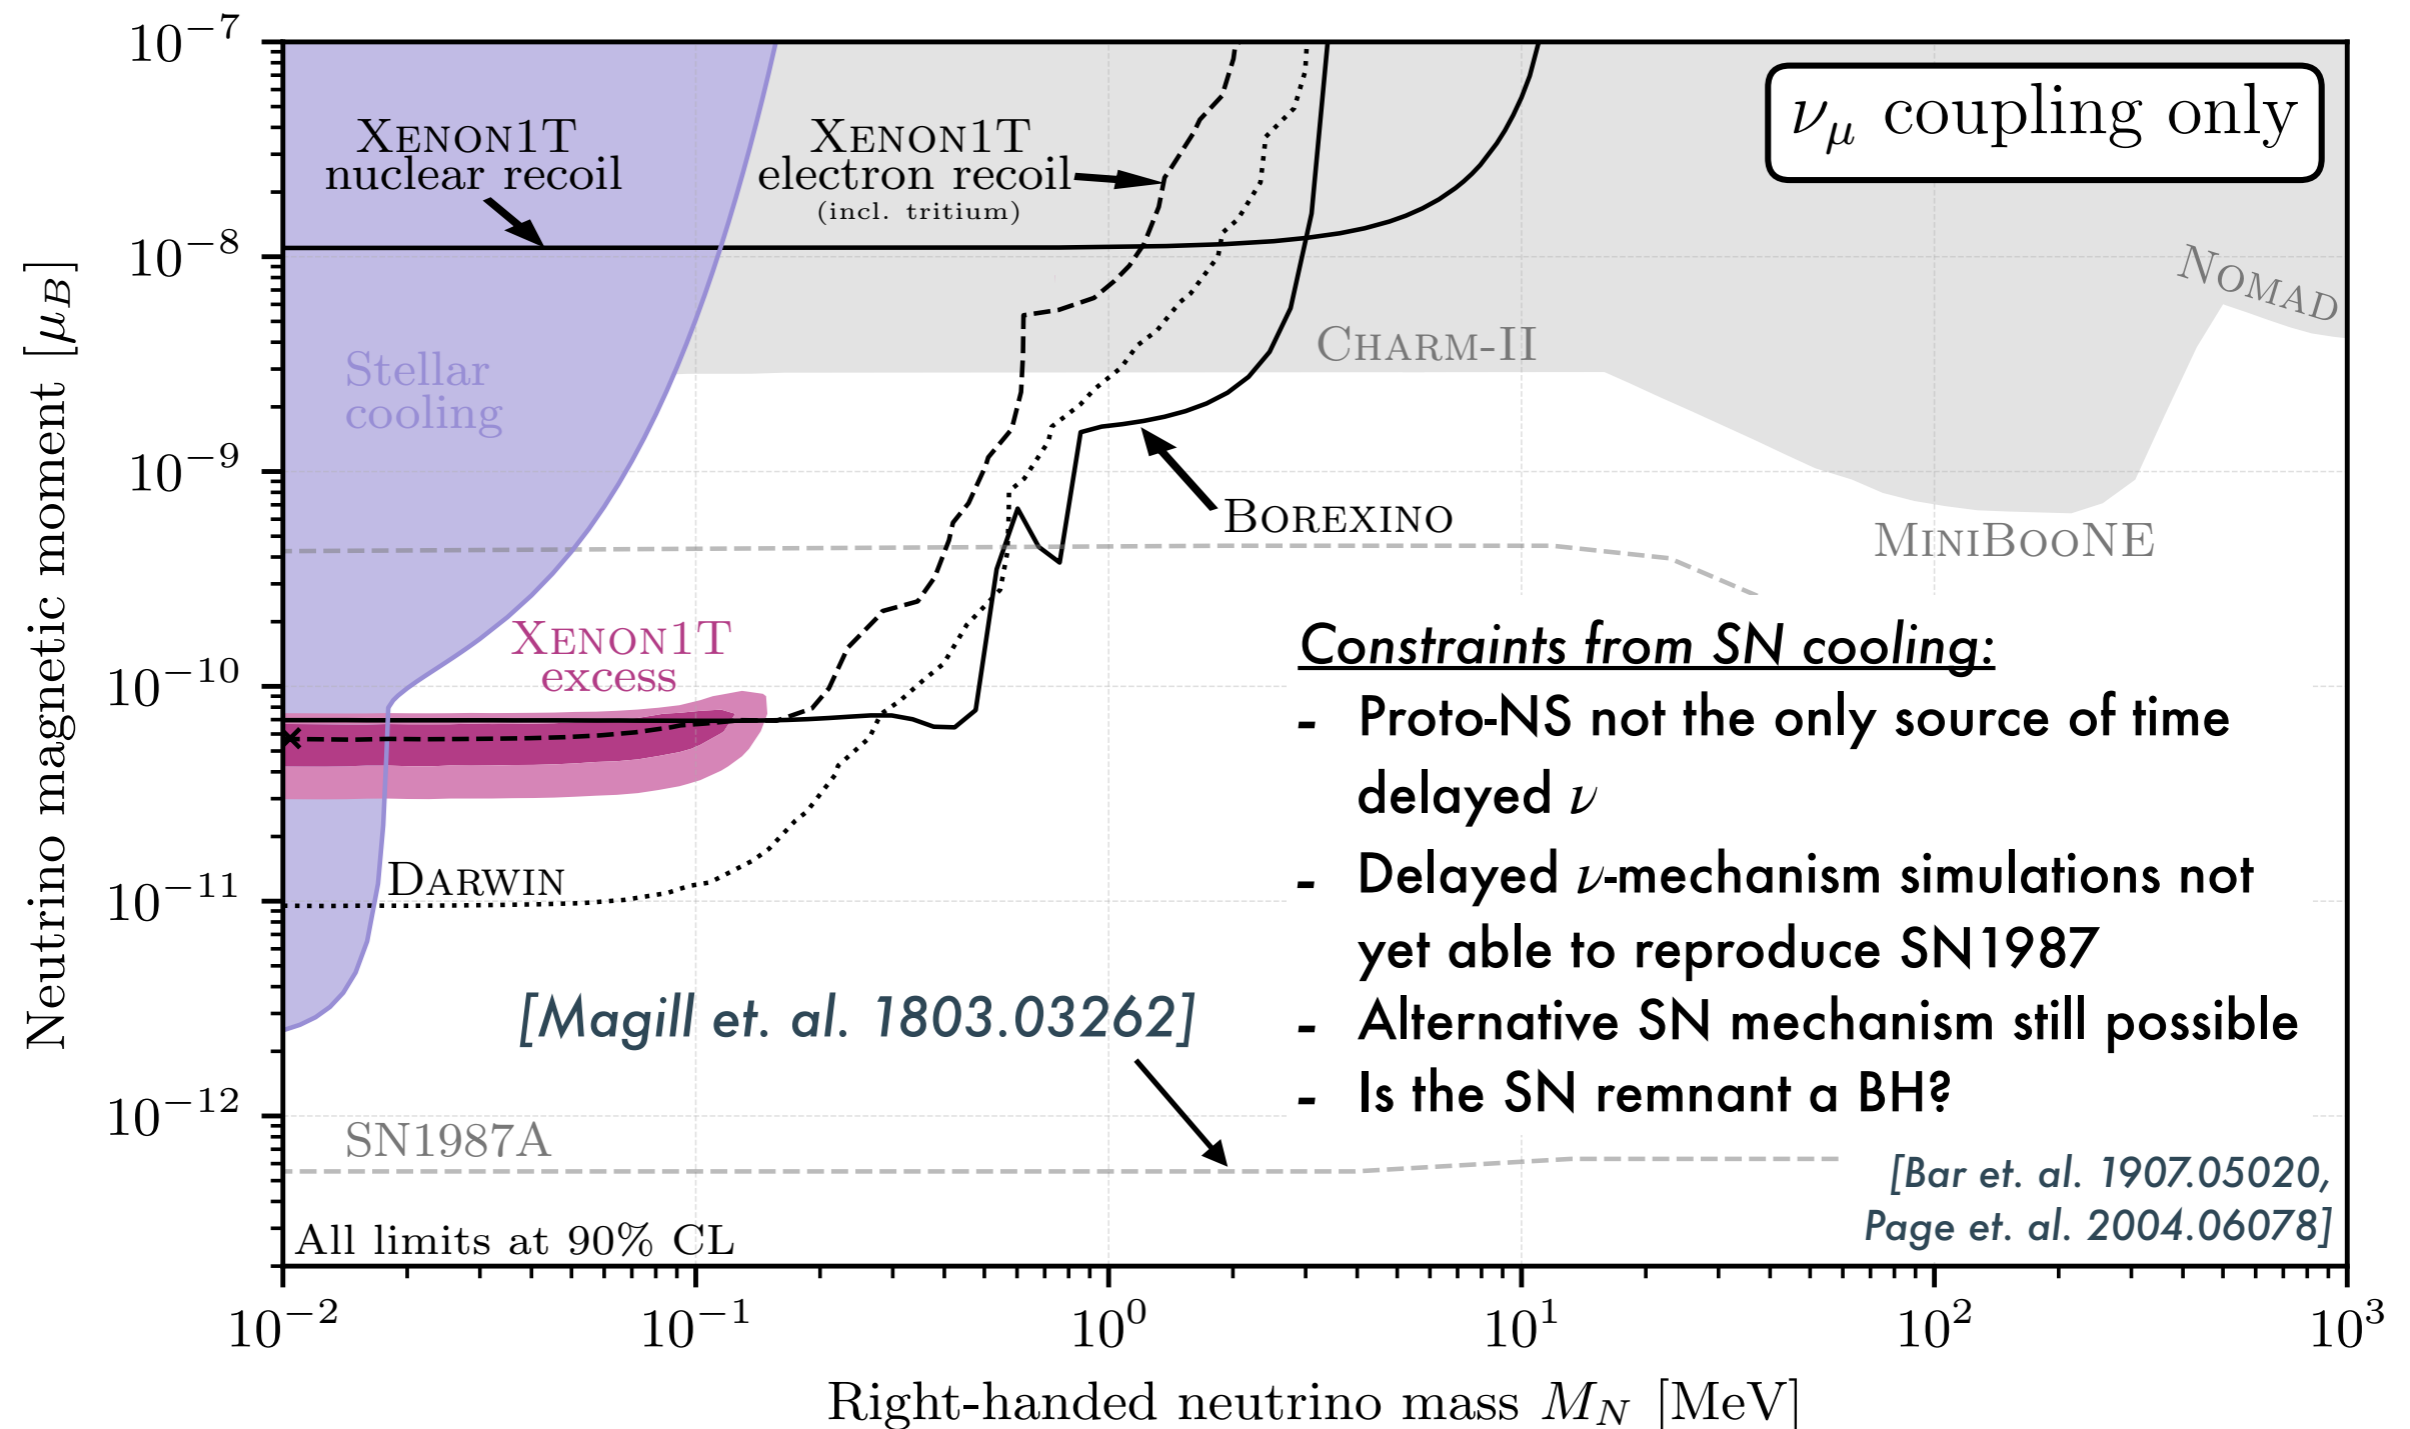 10⁻⁷
10⁻⁸
10⁻⁹
10⁻¹⁰
10⁻¹¹
10⁻¹²
Neutrino magnetic moment [μ_B]
ν_μ coupling only
XENON1T
nuclear recoil
XENON1T
electron recoil
(incl. tritium)
NOMAD
CHARM-II
Stellar
cooling
BOREXINO
MINIBOONE
XENON1T
excess
Constraints from SN cooling:
- Proto-NS not the only source of time
delayed ν
- Delayed ν-mechanism simulations not
yet able to reproduce SN1987
- Alternative SN mechanism still possible
- Is the SN remnant a BH?
DARWIN
[Magill et. al. 1803.03262]
SN1987A
[Bar et. al. 1907.05020,
Page et. al. 2004.06078]
All limits at 90% CL
10⁻² 10⁻¹ 10⁰ 10¹ 10² 10³
Right-handed neutrino mass M_N [MeV]